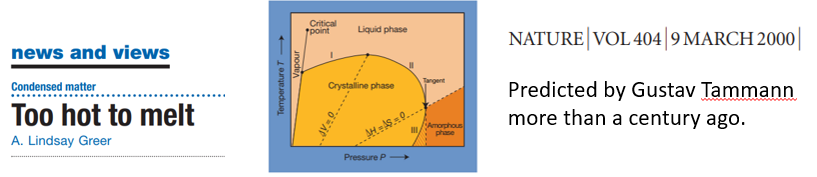 news and views
Condensed matter
Too hot to melt
A. Lindsay Greer
Critical
point
Liquid phase
I
II
Vapour
Tangent
Crystalline phase
Temperature T
ΔV = 0
ΔH = ΔS = 0
III
Amorphous
phase
Pressure P
NATURE|VOL 404|9 MARCH 2000|
Predicted by Gustav Tammann
more than a century ago.